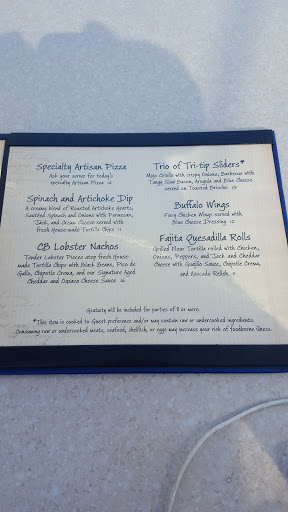 Specialty Artisan Pizza
Ask your server for today's
specialty Artisan Pizza
Spinach and Artichoke Dip
A creamy blend of Roasted Artichoke Hearts,
Sautéed Spinach and Onions with Parmesan,
Jack, and Cream Cheese served with
fresh House-made Tortilla Chips 11
CB Lobster Nachos
Tender Lobster Pieces atop fresh House-
made Tortilla Chips with Black Beans, Pico de
Gallo, Chipotle Crema, and our Signature Aged
Cheddar and Oaxaca Cheese Sauce 16
Trio of Tri-tip Sliders*
Mojo Criollo with crispy Onions, Barbecue with
Tangy Slaw Bacon, Arugula and Blue Cheese
served on Toasted Brioche 13
Buffalo Wings
Fiery Chicken Wings served with
Blue Cheese Dressing 12
Fajita Quesadilla Rolls
Grilled Flour Tortilla rolled with Chicken,
Onions, Peppers, and Jack and Cheddar
Cheese with Guajillo Sauce, Chipotle Crema,
and Avocado Relish
Gratuity will be included for parties of 8 or more.
*This item is cooked to Guest preference and/or may contain raw or undercooked ingredients.
Consuming raw or undercooked meats, seafood, shellfish, or eggs may increase your risk of foodborne illness.